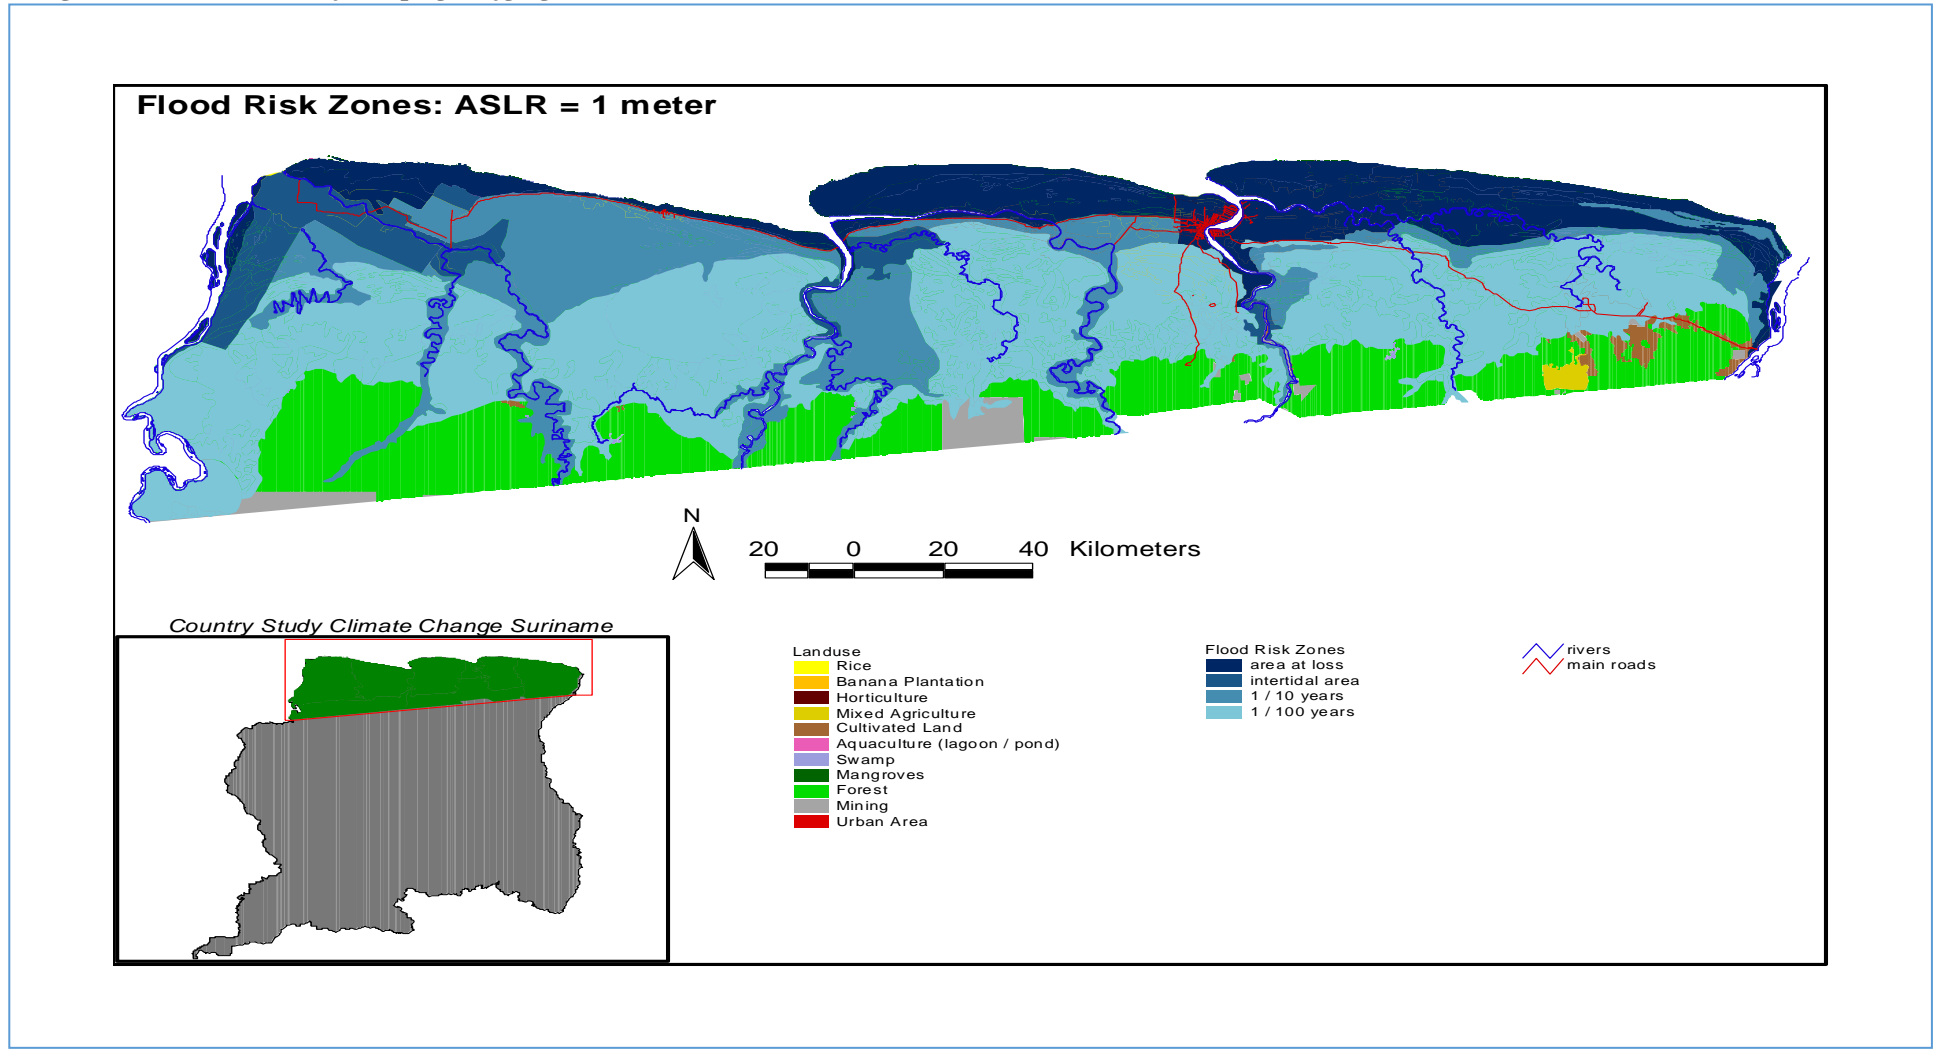 Flood Risk Zones: ASLR = 1 meter
N
20 0 20 40 Kilometers
Country Study Climate Change Suriname
Landuse
Rice
Banana Plantation
Horticulture
Mixed Agriculture
Cultivated Land
Aquaculture (lagoon / pond)
Swamp
Mangroves
Forest
Mining
Urban Area
Flood Risk Zones
area at loss
intertidal area
1 / 10 years
1 / 100 years
rivers
main roads